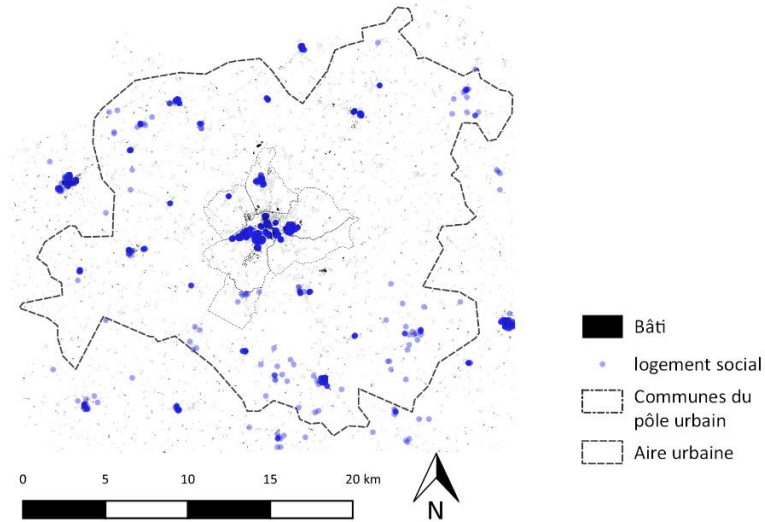 Bâti
logement social
Communes du
pôle urbain
Aire urbaine
0 5 10 15 20 km
N